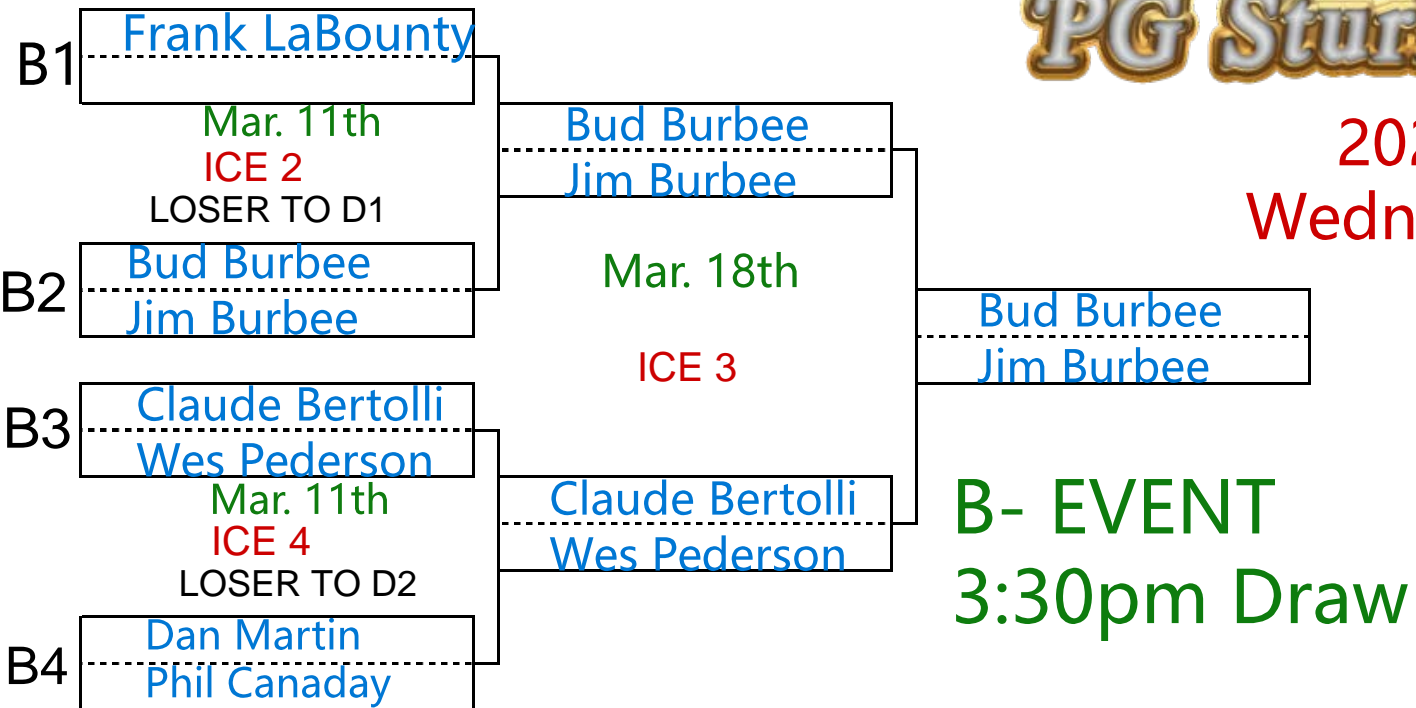 PG
B1
Frank LaBounty
Mar. 11th
ICE 2
LOSER TO D1
B2
Bud Burbee
Jim Burbee
B3
Claude Bertolli
Wes Pederson
Mar. 11th
ICE 4
LOSER TO D2
B4
Dan Martin
Phil Canaday
Bud Burbee
Jim Burbee
Mar. 18th
ICE 3
Claude Bertolli
Wes Pederson
Bud Burbee
Jim Burbee
B- EVENT
3:30pm Draw